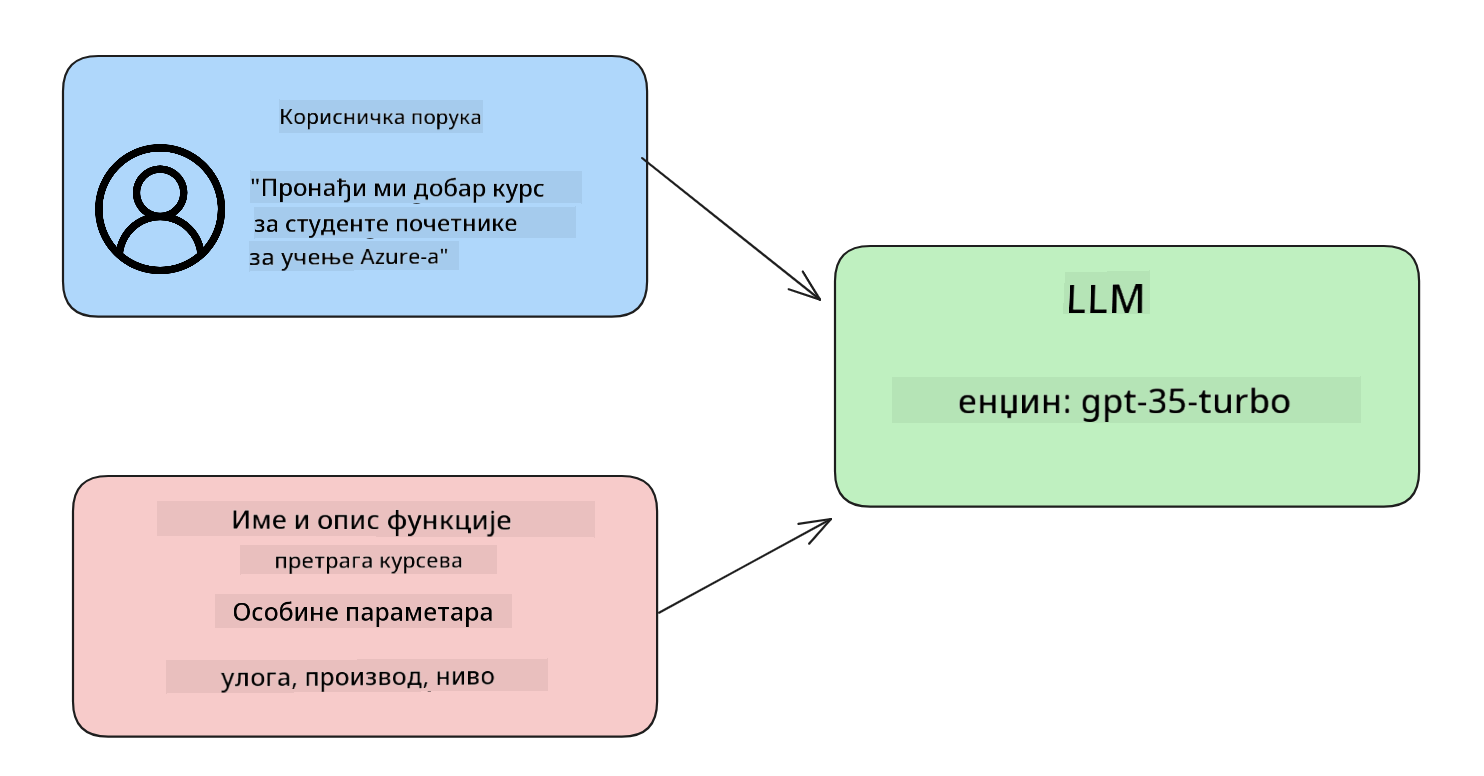 Корисничка порука
"Пронађи ми добар курс
за студенте почетнике
за учење Azure-а"
LLM
енџин: gpt-35-turbo
Име и опис функције
претрага курсева
Особине параметара
улога, производ, ниво